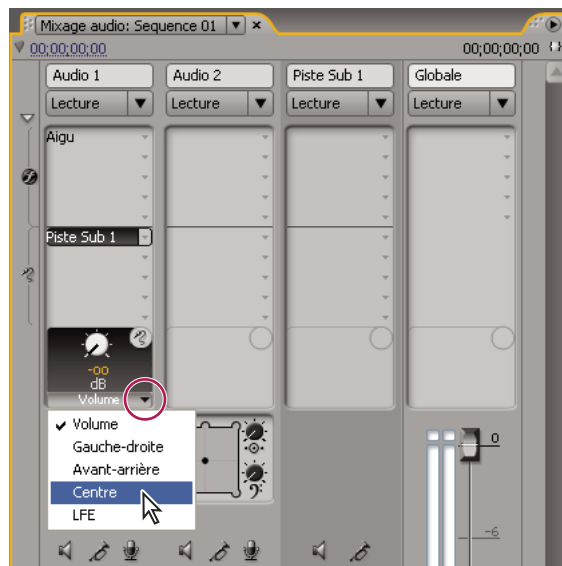 Mixage audio: Sequence 01
00;00;00;00
00;00;00;00
Audio 1
Audio 2
Piste Sub 1
Globale
Lecture
Lecture
Lecture
Lecture
Aigu
Piste Sub 1
-oo
dB
Volume
Volume
Gauche-droite
Avant-arrière
Centre
LFE
0
-6